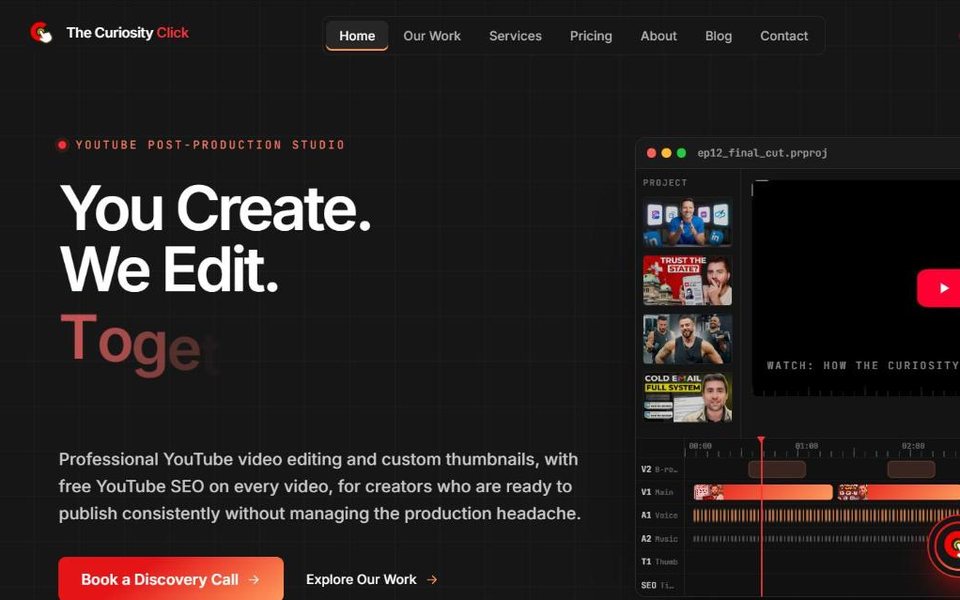 The Curiosity Click
Home
Our Work
Services
Pricing
About
Blog
Contact
YOUTUBE POST-PRODUCTION STUDIO
You Create.
We Edit.
Toget
Professional YouTube video editing and custom thumbnails, with
free YouTube SEO on every video, for creators who are ready to
publish consistently without managing the production headache.
Book a Discovery Call →
Explore Our Work →
ep12_final_cut.prproj
PROJECT
TRUST THE
STATE?
COLD EMAIL
FULL SYSTEM
WATCH: HOW THE CURIOSITY
00:00
01:00
02:00
V2 B-ro…
V1 Main
A1 Voice
A2 Music
T1 Thumb
SEO Ti…